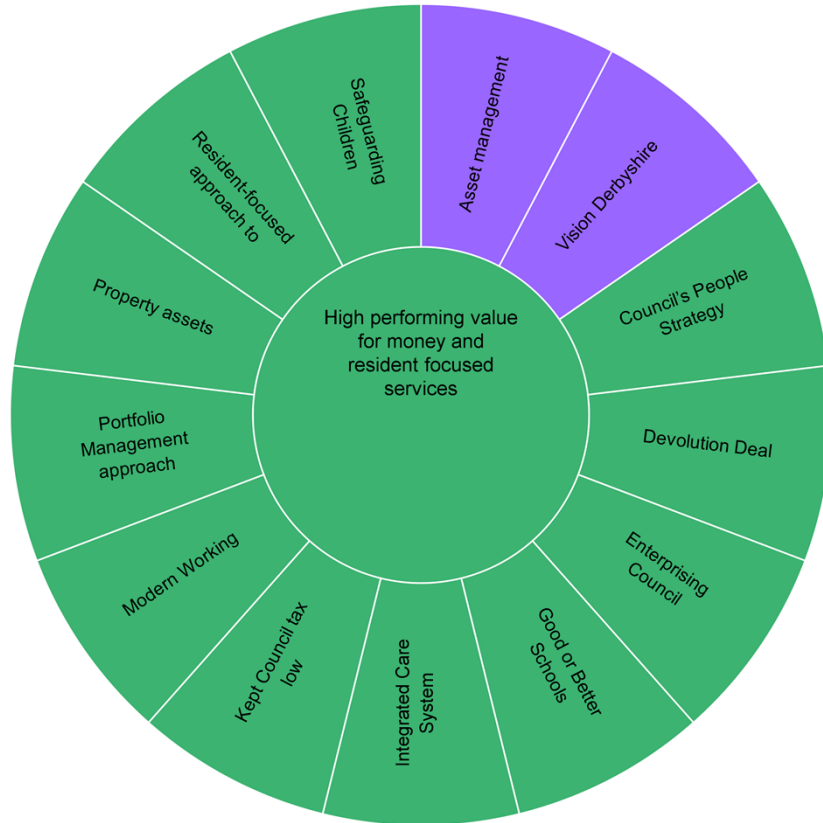 High performing value
for money and
resident focused
services
Asset management
Vision Derbyshire
Council's People
Strategy
Devolution Deal
Enterprising
Council
Good or Better
Schools
Integrated Care
System
Kept Council tax
low
Modern Working
Portfolio
Management
approach
Property assets
Resident-focused
approach to
Safeguarding
Children